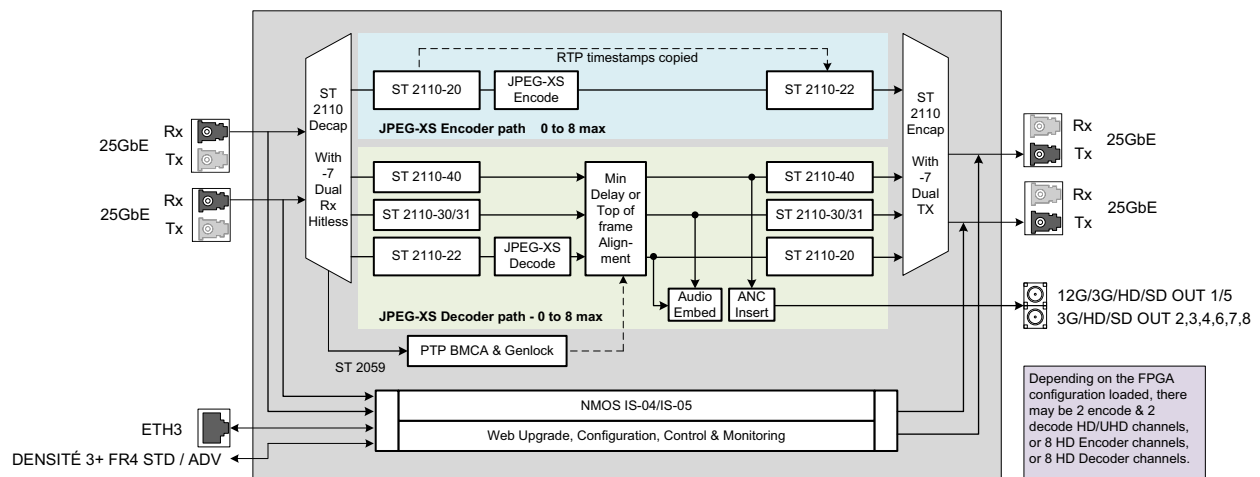 RTP timestamps copied
ST 2110-20
JPEG-XS
Encode
ST 2110-22
JPEG-XS Encoder path 0 to 8 max
ST
2110
Decap
With
-7
Dual
Rx
Hitless
ST
2110
Encap
With
-7
Dual
TX
25GbE
Rx
Tx
25GbE
Rx
Tx
Rx
Tx
25GbE
Rx
Tx
25GbE
ST 2110-40
ST 2110-30/31
ST 2110-22
JPEG-XS
Decode
Min
Delay or
Top of
frame
Align-
ment
ST 2110-40
ST 2110-30/31
ST 2110-20
Audio
Embed
ANC
Insert
JPEG-XS Decoder path - 0 to 8 max
12G/3G/HD/SD OUT 1/5
3G/HD/SD OUT 2,3,4,6,7,8
PTP BMCA & Genlock
ST 2059
NMOS IS-04/IS-05
Web Upgrade, Configuration, Control & Monitoring
ETH3
DENSITÉ 3+ FR4 STD / ADV
Depending on the FPGA
configuration loaded, there
may be 2 encode & 2
decode HD/UHD channels,
or 8 HD Encoder channels,
or 8 HD Decoder channels.